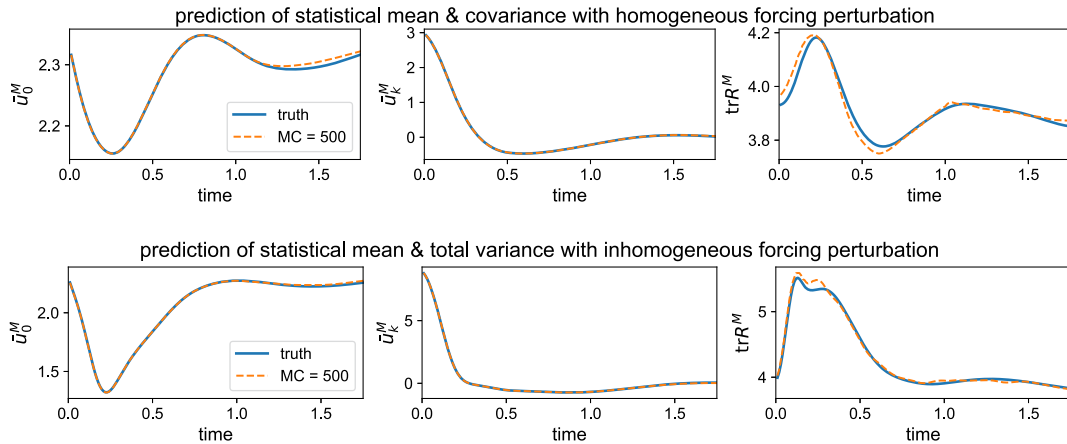 prediction of statistical mean & covariance with homogeneous forcing perturbation
ū₀ᴹ
2.3
2.2
0.0 0.5 1.0 1.5
time
truth
MC = 500
ūₖᴹ
3
2
1
0
0.0 0.5 1.0 1.5
time
trRᴹ
4.2
4.0
3.8
0.0 0.5 1.0 1.5
time
prediction of statistical mean & total variance with inhomogeneous forcing perturbation
ū₀ᴹ
2.0
1.5
0.0 0.5 1.0 1.5
time
truth
MC = 500
ūₖᴹ
5
0
0.0 0.5 1.0 1.5
time
trRᴹ
5
4
0.0 0.5 1.0 1.5
time